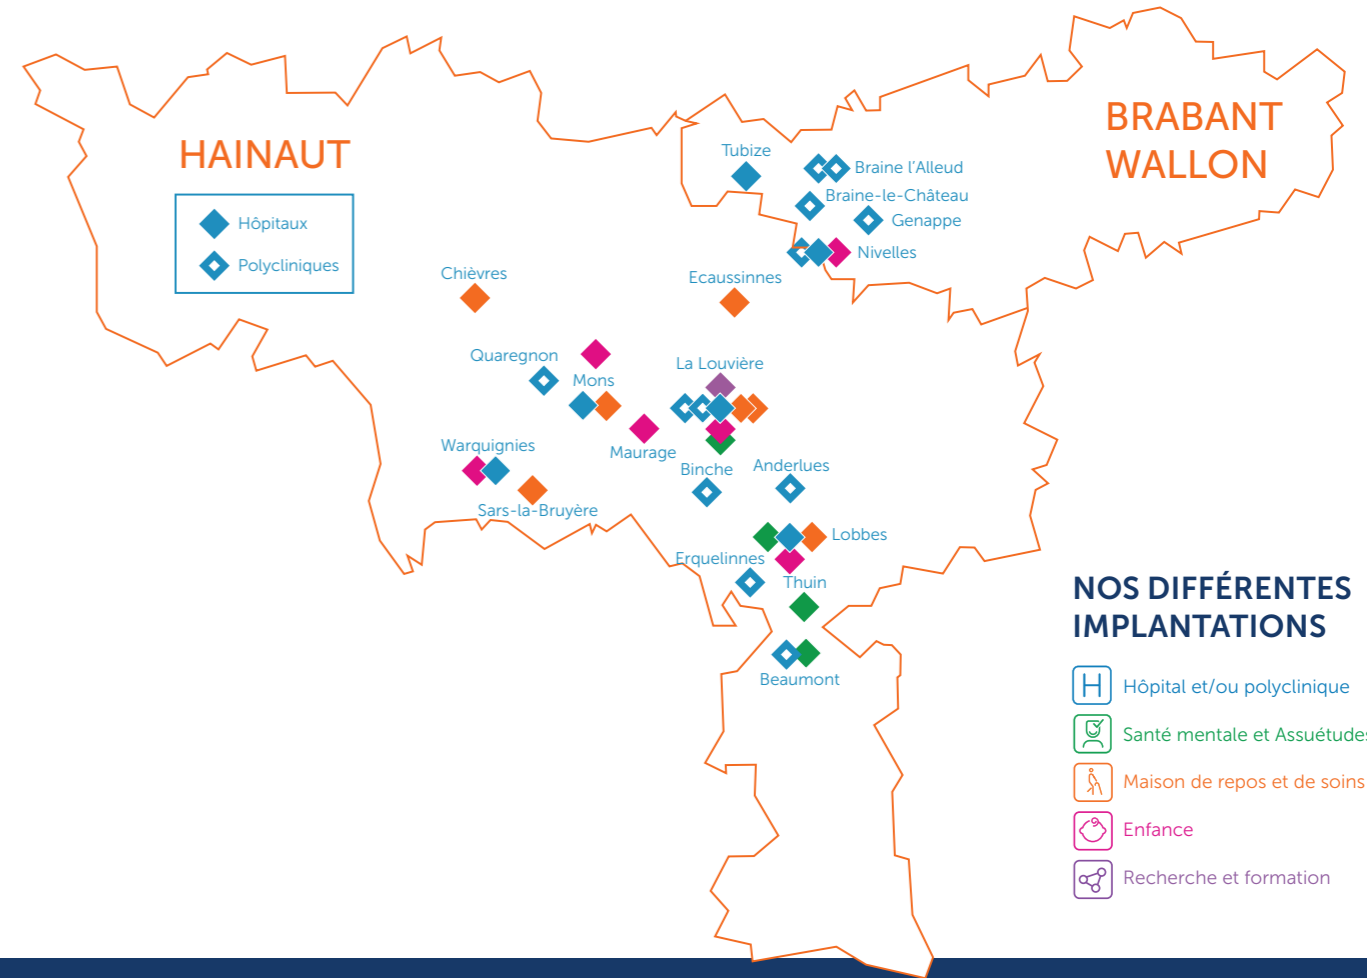 HAINAUT
Hôpitaux
Polycliniques
BRABANT
WALLON
Tubize
Braine l'Alleud
Braine-le-Château
Genappe
Nivelles
Chièvres
Ecaussinnes
Quaregnon
Mons
La Louvière
Warquignies
Maurage
Binche
Anderlues
Sars-la-Bruyère
Lobbes
Erquelinnes
Thuin
Beaumont
NOS DIFFÉRENTES
IMPLANTATIONS
H Hôpital et/ou polyclinique
Santé mentale et Assuétudes
Maison de repos et de soins
Enfance
Recherche et formation